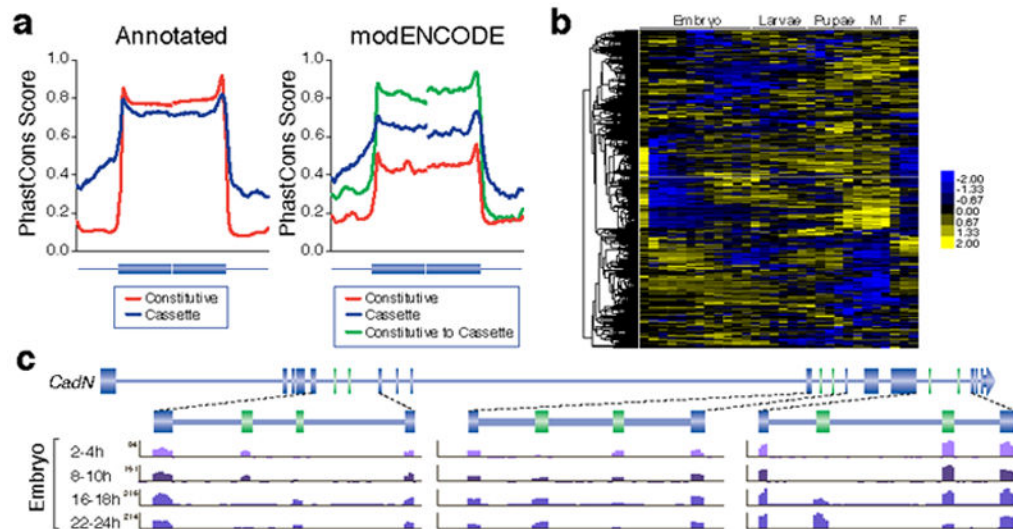 a
Annotated
PhastCons Score
1.0
0.8
0.6
0.4
0.2
0.0
Constitutive
Cassette
modENCODE
PhastCons Score
1.0
0.8
0.6
0.4
0.2
0.0
Constitutive
Cassette
Constitutive to Cassette
b
Embryo Larvae Pupae M F
-2.00
-1.33
-0.67
0.00
0.67
1.33
2.00
c
CadN
Embryo
2-4h
8-10h
16-18h
216
22-24h
214